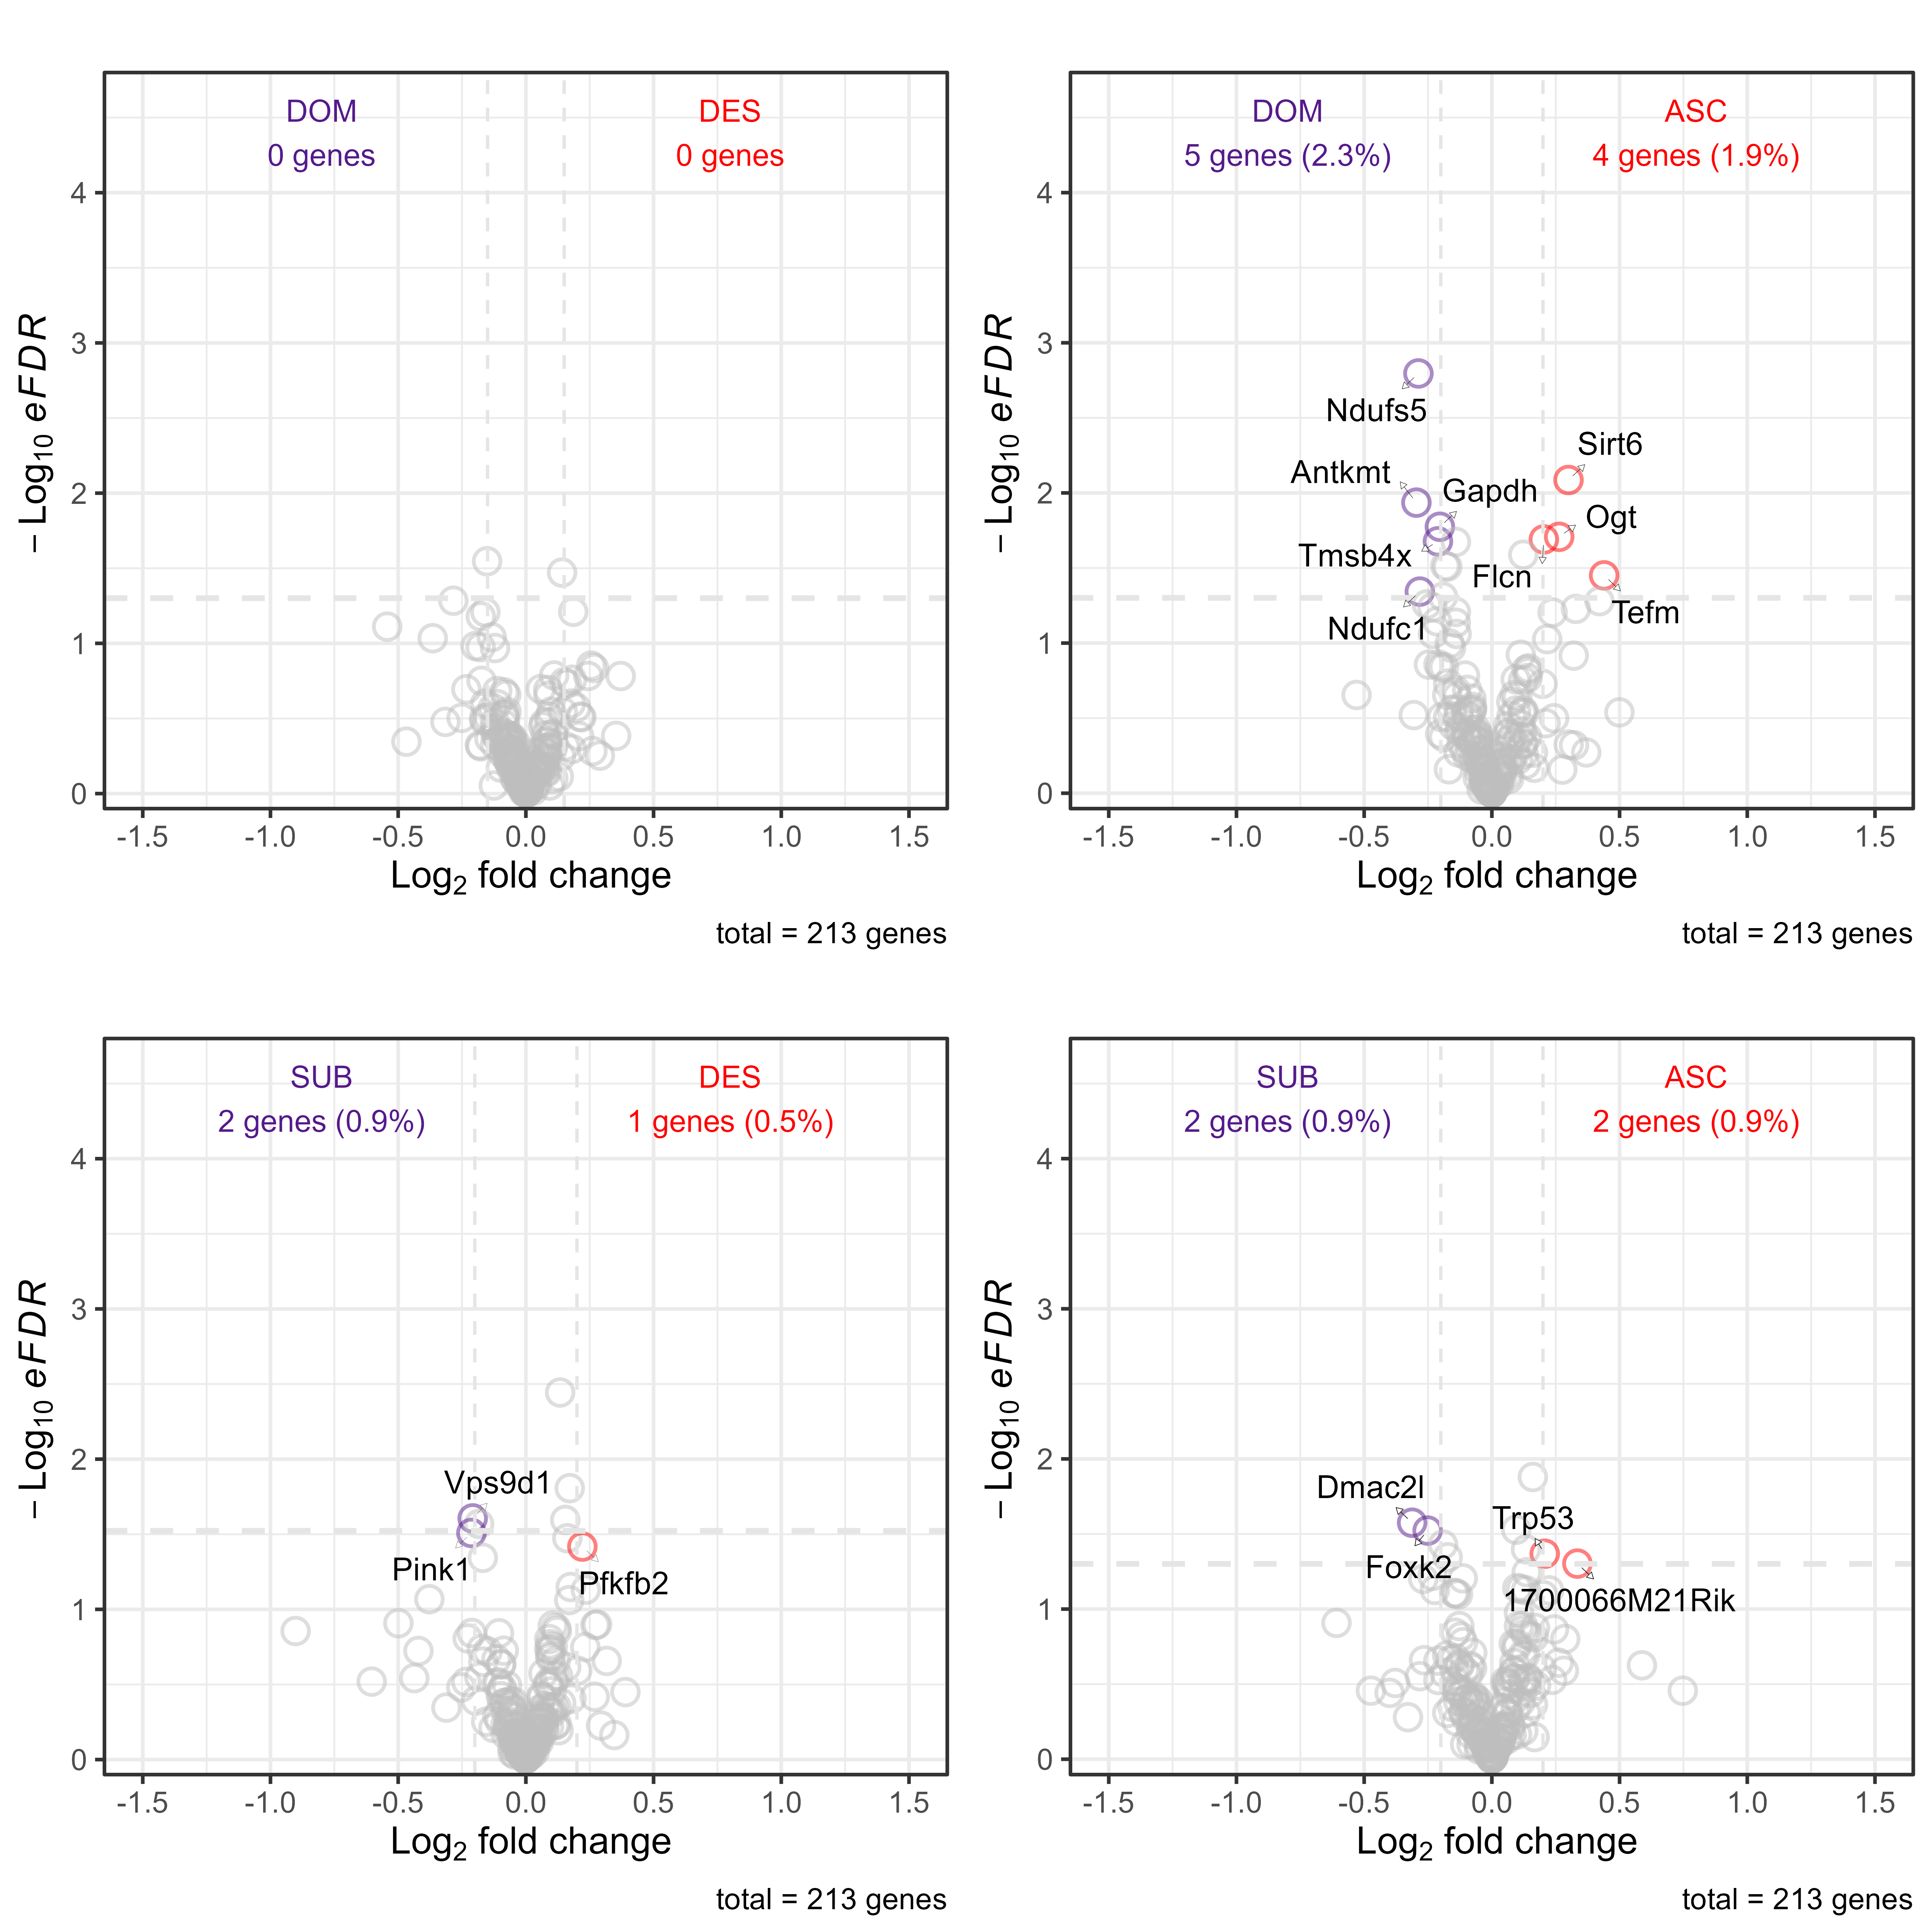 DOM
DES
0 genes
0 genes
4
3
2
1
0
− Log10 eFDR
-1.5
-1.0
-0.5
0.0
0.5
1.0
1.5
Log2 fold change
total = 213 genes
DOM
ASC
5 genes (2.3%)
4 genes (1.9%)
4
3
2
1
0
− Log10 eFDR
Ndufs5
Sirt6
Antkmt
Gapdh
Ogt
Tmsb4x
Flcn
Tefm
Ndufc1
-1.5
-1.0
-0.5
0.0
0.5
1.0
1.5
Log2 fold change
total = 213 genes
SUB
DES
2 genes (0.9%)
1 genes (0.5%)
4
3
2
1
0
− Log10 eFDR
Vps9d1
Pink1
Pfkfb2
-1.5
-1.0
-0.5
0.0
0.5
1.0
1.5
Log2 fold change
total = 213 genes
SUB
ASC
2 genes (0.9%)
2 genes (0.9%)
4
3
2
1
0
− Log10 eFDR
Dmac2l
Trp53
Foxk2
1700066M21Rik
-1.5
-1.0
-0.5
0.0
0.5
1.0
1.5
Log2 fold change
total = 213 genes